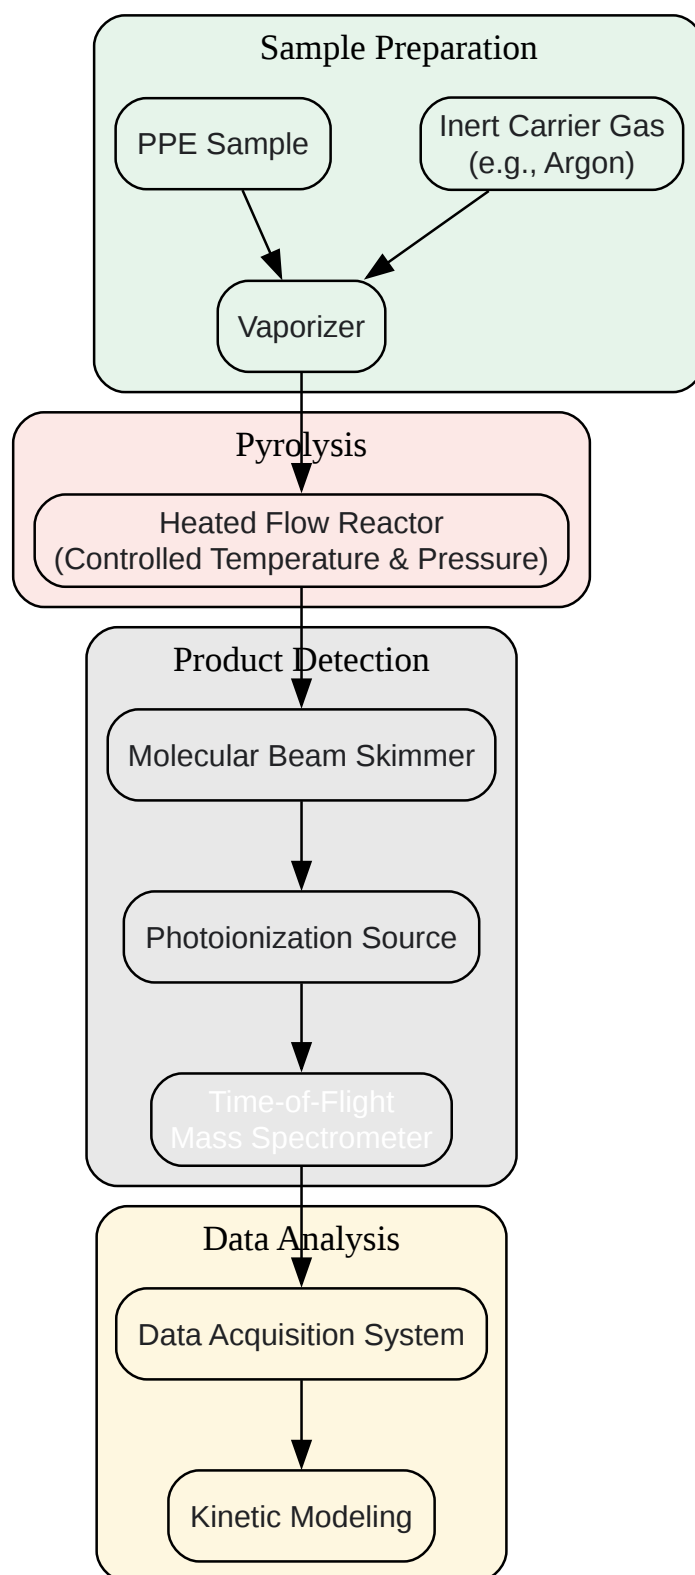 Sample Preparation
PPE Sample
Inert Carrier Gas
(e.g., Argon)
Vaporizer
Pyrolysis
Heated Flow Reactor
(Controlled Temperature & Pressure)
Product Detection
Molecular Beam Skimmer
Photoionization Source
Time-of-Flight
Mass Spectrometer
Data Analysis
Data Acquisition System
Kinetic Modeling